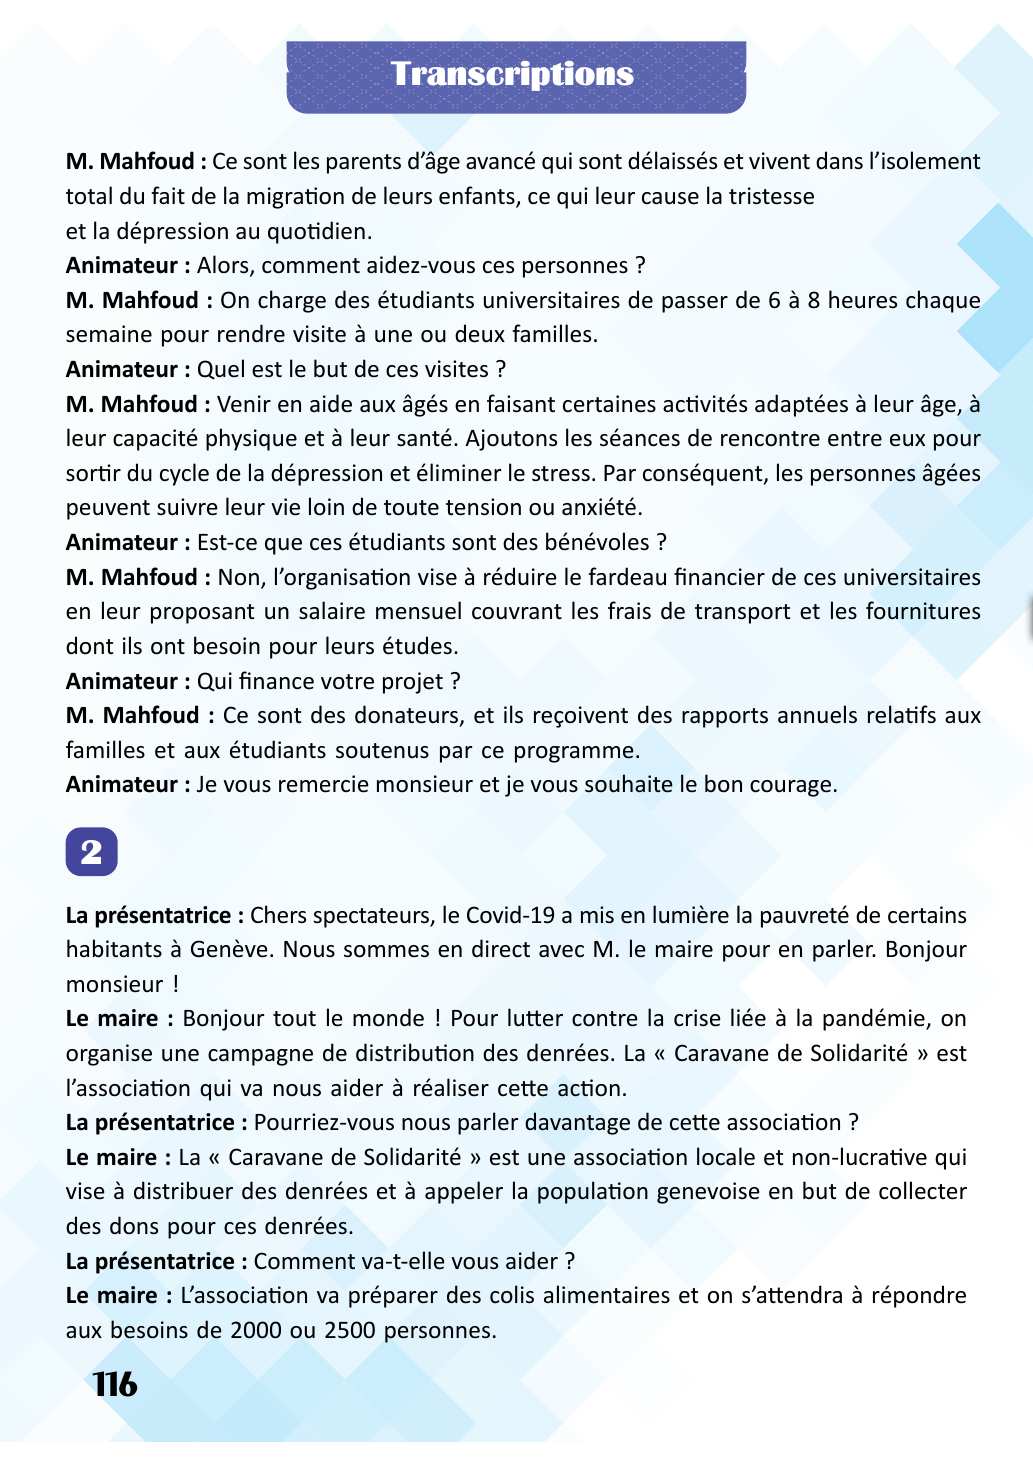 Transcriptions
M. Mahfoud : Ce sont les parents d’âge avancé qui sont délaissés et vivent dans l’isolement
total du fait de la migration de leurs enfants, ce qui leur cause la tristesse
et la dépression au quotidien.
Animateur : Alors, comment aidez-vous ces personnes ?
M. Mahfoud : On charge des étudiants universitaires de passer de 6 à 8 heures chaque
semaine pour rendre visite à une ou deux familles.
Animateur : Quel est le but de ces visites ?
M. Mahfoud : Venir en aide aux âgés en faisant certaines activités adaptées à leur âge, à
leur capacité physique et à leur santé. Ajoutons les séances de rencontre entre eux pour
sortir du cycle de la dépression et éliminer le stress. Par conséquent, les personnes âgées
peuvent suivre leur vie loin de toute tension ou anxiété.
Animateur : Est-ce que ces étudiants sont des bénévoles ?
M. Mahfoud : Non, l’organisation vise à réduire le fardeau financier de ces universitaires
en leur proposant un salaire mensuel couvrant les frais de transport et les fournitures
dont ils ont besoin pour leurs études.
Animateur : Qui finance votre projet ?
M. Mahfoud : Ce sont des donateurs, et ils reçoivent des rapports annuels relatifs aux
familles et aux étudiants soutenus par ce programme.
Animateur : Je vous remercie monsieur et je vous souhaite le bon courage.
2
La présentatrice : Chers spectateurs, le Covid-19 a mis en lumière la pauvreté de certains
habitants à Genève. Nous sommes en direct avec M. le maire pour en parler. Bonjour
monsieur !
Le maire : Bonjour tout le monde ! Pour lutter contre la crise liée à la pandémie, on
organise une campagne de distribution des denrées. La « Caravane de Solidarité » est
l’association qui va nous aider à réaliser cette action.
La présentatrice : Pourriez-vous nous parler davantage de cette association ?
Le maire : La « Caravane de Solidarité » est une association locale et non-lucrative qui
vise à distribuer des denrées et à appeler la population genevoise en but de collecter
des dons pour ces denrées.
La présentatrice : Comment va-t-elle vous aider ?
Le maire : L’association va préparer des colis alimentaires et on s’attendra à répondre
aux besoins de 2000 ou 2500 personnes.
116